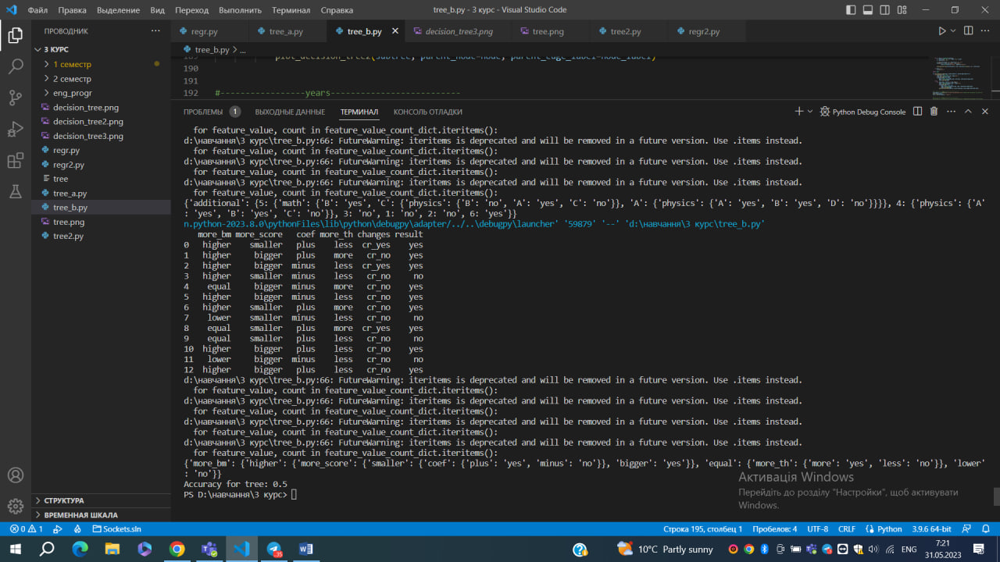 Файл Правка Выделение Вид Переход Выполнить Терминал Справка tree_b.py - 3 курс - Visual Studio Code
ПРОВОДНИК
3 КУРС
1 семестр
2 семестр
eng_progr
decision_tree.png
decision_tree2.png
decision_tree3.png
regr.py
regr2.py
tree
tree_a.py
tree_b.py
tree.png
tree2.py
СТРУКТУРА
ВРЕМЕННАЯ ШКАЛА
regr.py tree_a.py tree_b.py decision_tree3.png tree.png tree2.py regr2.py
tree_b.py > ...
189 plot_decision_tree2(subtree, parent_node=node, parent_edge_label=node_label)
190
191
192 #--------------------years-------------------------------
ПРОБЛЕМЫ 1 ВЫХОДНЫЕ ДАННЫЕ ТЕРМИНАЛ КОНСОЛЬ ОТЛАДКИ Python Debug Console
for feature_value, count in feature_value_count_dict.iteritems():
d:\навчання\3 курс\tree_b.py:66: FutureWarning: iteritems is deprecated and will be removed in a future version. Use .items instead.
for feature_value, count in feature_value_count_dict.iteritems():
d:\навчання\3 курс\tree_b.py:66: FutureWarning: iteritems is deprecated and will be removed in a future version. Use .items instead.
for feature_value, count in feature_value_count_dict.iteritems():
d:\навчання\3 курс\tree_b.py:66: FutureWarning: iteritems is deprecated and will be removed in a future version. Use .items instead.
for feature_value, count in feature_value_count_dict.iteritems():
{'additional': {5: {'math': {'B': 'yes', 'C': {'physics': {'B': 'no', 'A': 'yes', 'C': 'no'}}, 'A': {'physics': {'A': 'yes', 'B': 'yes', 'D': 'no'}}}}, 4: {'physics': {'A'
: 'yes', 'B': 'yes', 'C': 'no'}}, 3: 'no', 1: 'no', 2: 'no', 6: 'yes'}}
n.python-2023.8.0\pythonFiles\lib\python\debugpy\adapter/../..\debugpy\launcher' '59879' '--' 'd:\навчання\3 курс\tree_b.py'
more_bm more_score coef more_th changes result
0 higher smaller plus less cr_yes yes
1 higher bigger plus more cr_no yes
2 higher bigger minus less cr_yes yes
3 higher smaller minus less cr_no no
4 equal bigger minus more cr_no yes
5 higher bigger minus less cr_no yes
6 higher smaller plus more cr_no yes
7 lower smaller minus less cr_no no
8 equal smaller plus more cr_yes yes
9 equal smaller plus less cr_no no
10 higher bigger plus less cr_no yes
11 lower bigger minus less cr_no no
12 higher bigger plus less cr_no yes
d:\навчання\3 курс\tree_b.py:66: FutureWarning: iteritems is deprecated and will be removed in a future version. Use .items instead.
for feature_value, count in feature_value_count_dict.iteritems():
d:\навчання\3 курс\tree_b.py:66: FutureWarning: iteritems is deprecated and will be removed in a future version. Use .items instead.
for feature_value, count in feature_value_count_dict.iteritems():
d:\навчання\3 курс\tree_b.py:66: FutureWarning: iteritems is deprecated and will be removed in a future version. Use .items instead.
for feature_value, count in feature_value_count_dict.iteritems():
d:\навчання\3 курс\tree_b.py:66: FutureWarning: iteritems is deprecated and will be removed in a future version. Use .items instead.
for feature_value, count in feature_value_count_dict.iteritems():
{'more_bm': {'higher': {'more_score': {'smaller': {'coef': {'plus': 'yes', 'minus': 'no'}}, 'bigger': 'yes'}}, 'equal': {'more_th': {'more': 'yes', 'less': 'no'}}, 'lower'
: 'no'}}
Accuracy for tree: 0.5
PS D:\навчання\3 курс>
Активація Windows
Перейдіть до розділу "Настройки", щоб активувати
Windows.
0 1 Sockets.sln Строка 195, столбец 1 Пробелов: 4 UTF-8 CRLF Python 3.9.6 64-bit
35 10°C Partly sunny ENG 7:21
31.05.2023